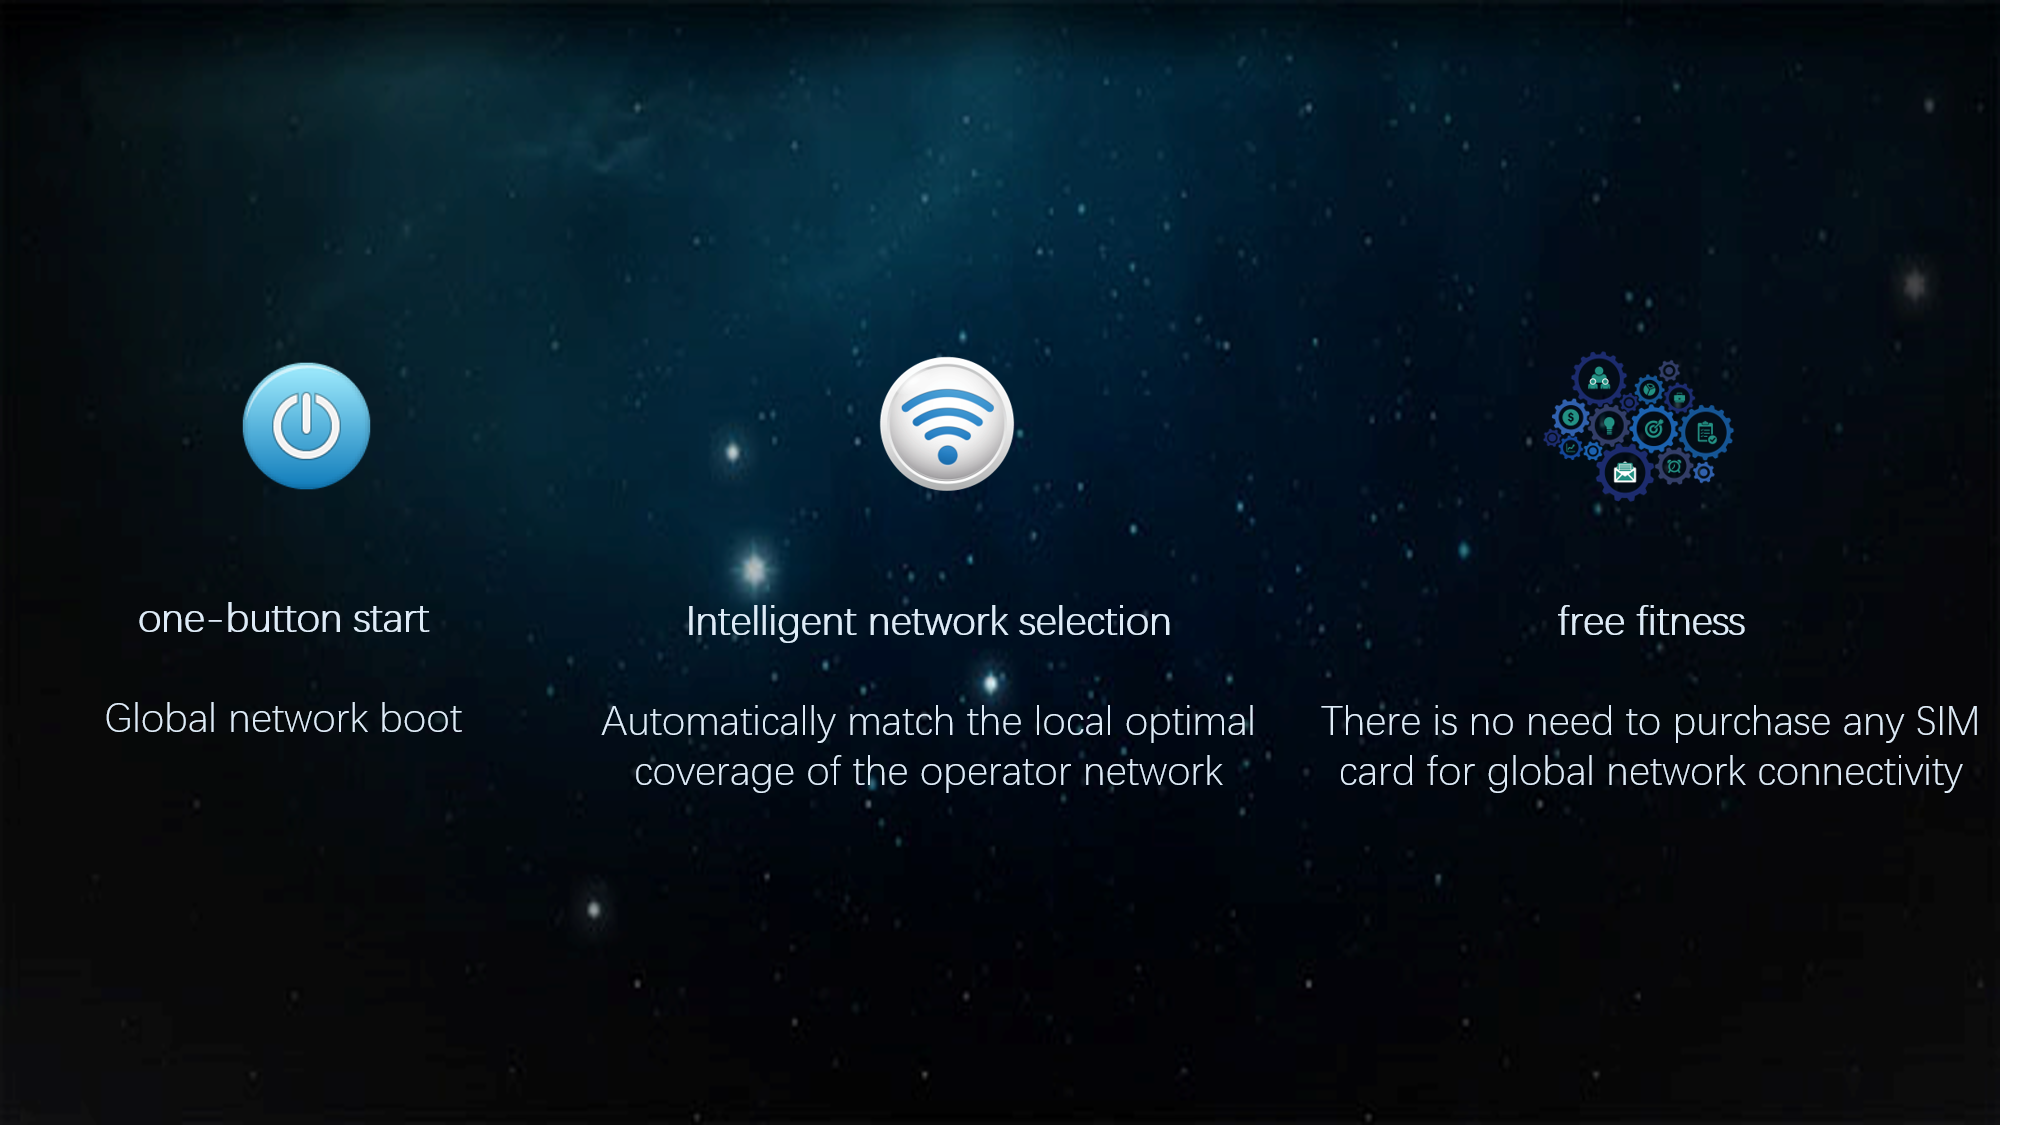 one-button start
Global network boot
Intelligent network selection
Automatically match the local optimal
coverage of the operator network
free fitness
There is no need to purchase any SIM
card for global network connectivity